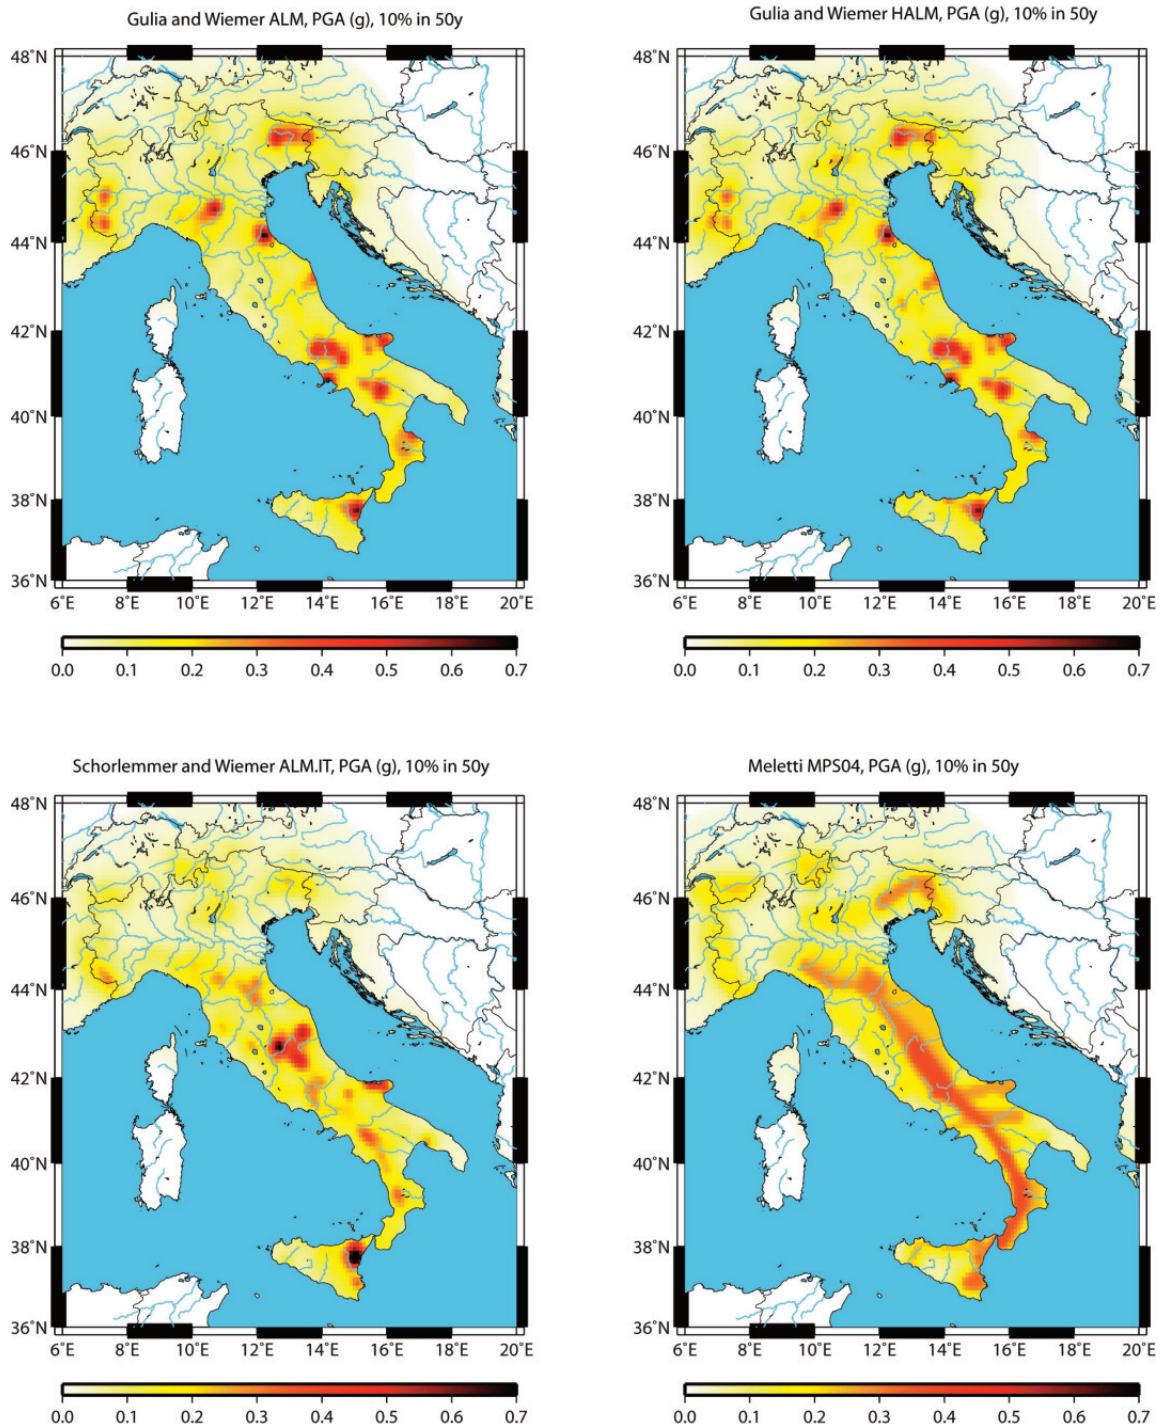 Gulia and Wiemer ALM, PGA (g), 10% in 50y
48°N
46°N
44°N
42°N
40°N
38°N
36°N
6°E 8°E 10°E 12°E 14°E 16°E 18°E 20°E
0.0 0.1 0.2 0.3 0.4 0.5 0.6 0.7
Gulia and Wiemer HALM, PGA (g), 10% in 50y
48°N
46°N
44°N
42°N
40°N
38°N
36°N
6°E 8°E 10°E 12°E 14°E 16°E 18°E 20°E
0.0 0.1 0.2 0.3 0.4 0.5 0.6 0.7
Schorlemmer and Wiemer ALM.IT, PGA (g), 10% in 50y
48°N
46°N
44°N
42°N
40°N
38°N
36°N
6°E 8°E 10°E 12°E 14°E 16°E 18°E 20°E
0.0 0.1 0.2 0.3 0.4 0.5 0.6 0.7
Meletti MPS04, PGA (g), 10% in 50y
48°N
46°N
44°N
42°N
40°N
38°N
36°N
6°E 8°E 10°E 12°E 14°E 16°E 18°E 20°E
0.0 0.1 0.2 0.3 0.4 0.5 0.6 0.7